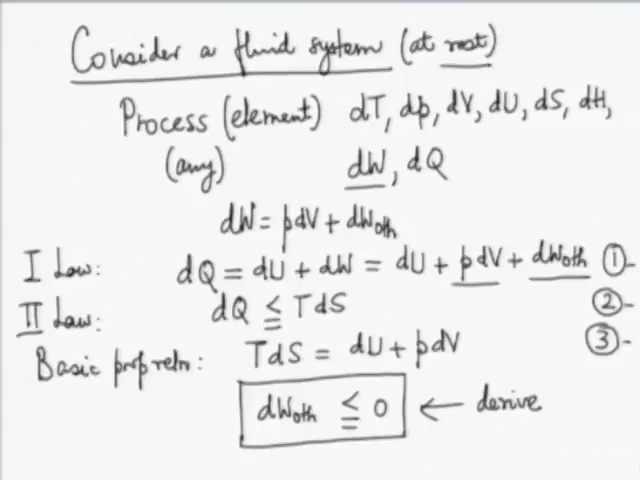 Consider a fluid system (at rest)
Process (element) dT, dp, dV, dU, dS, dH,
(any) dW, dQ
dW = pdV + dWoth
I Law: dQ = dU + dW = dU + pdV + dWoth ①-
II Law: dQ ≤ TdS ②-
Basic prop reln: TdS = dU + pdV ③-
dWoth ≤ 0 ← derive